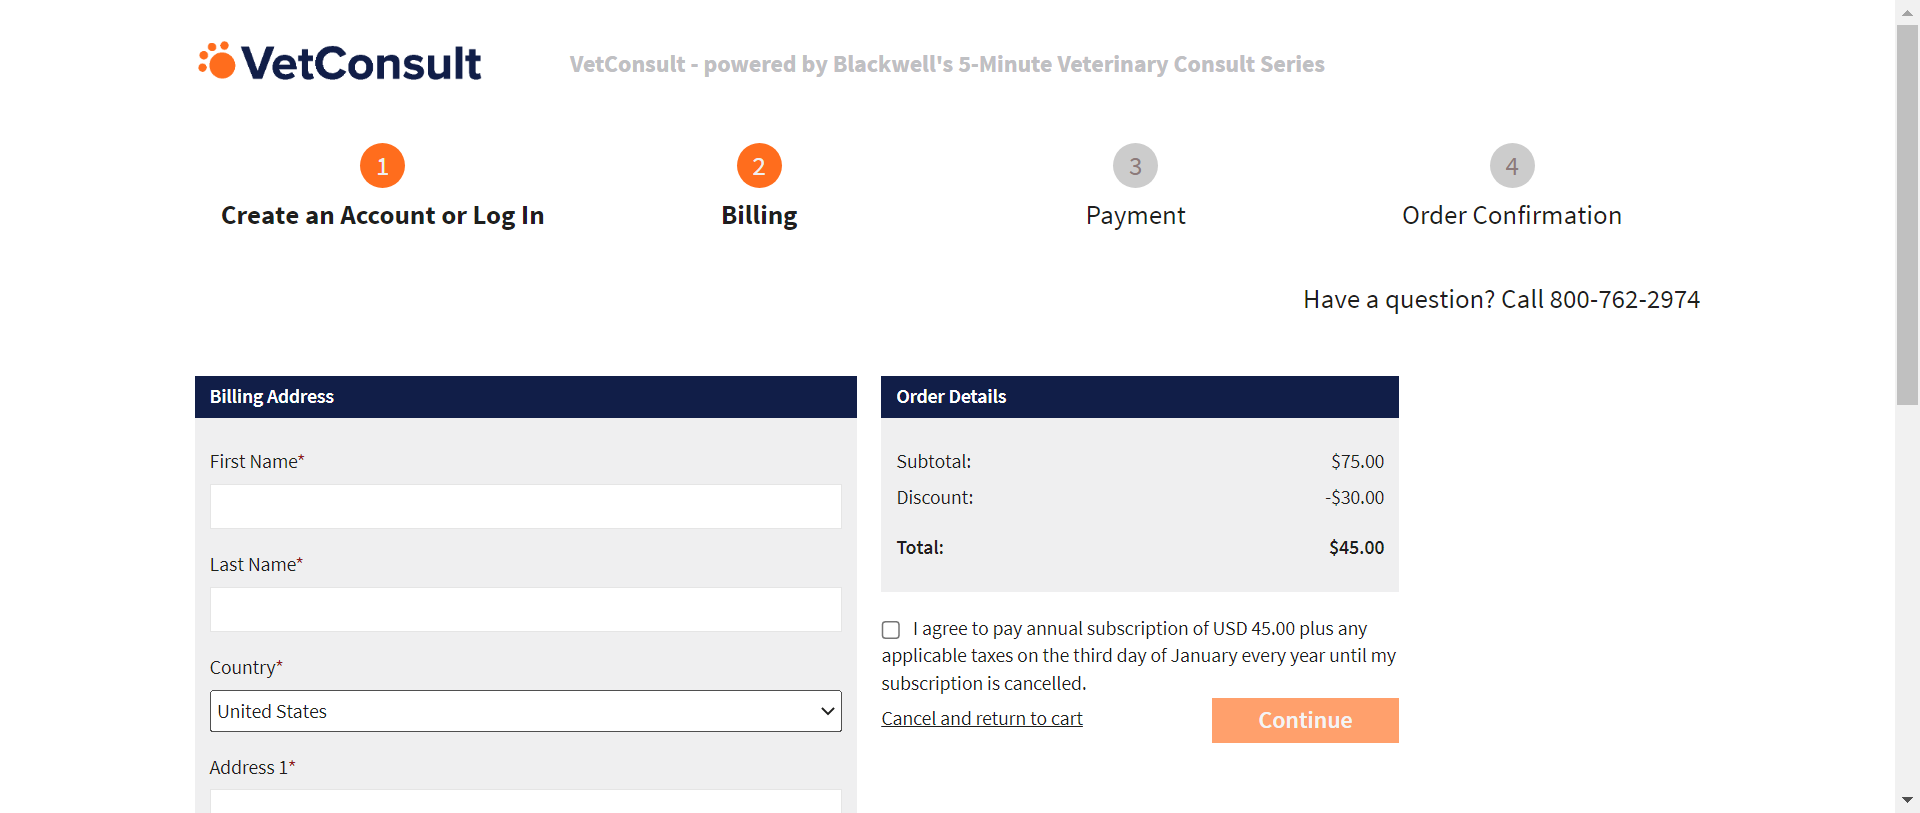 VetConsult
VetConsult - powered by Blackwell's 5-Minute Veterinary Consult Series
1
Create an Account or Log In
2
Billing
3
Payment
4
Order Confirmation
Have a question? Call 800-762-2974
Billing Address
First Name*
Last Name*
Country*
United States
Address 1*
Order Details
Subtotal: $75.00
Discount: -$30.00
Total: $45.00
I agree to pay annual subscription of USD 45.00 plus any
applicable taxes on the third day of January every year until my
subscription is cancelled.
Cancel and return to cart
Continue